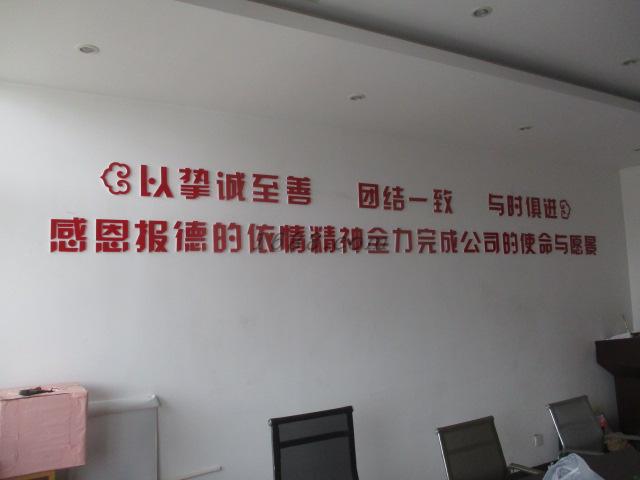 以挚诚至善 团结一致 与时俱进
感恩报德的依情精神全力完成公司的使命与愿景